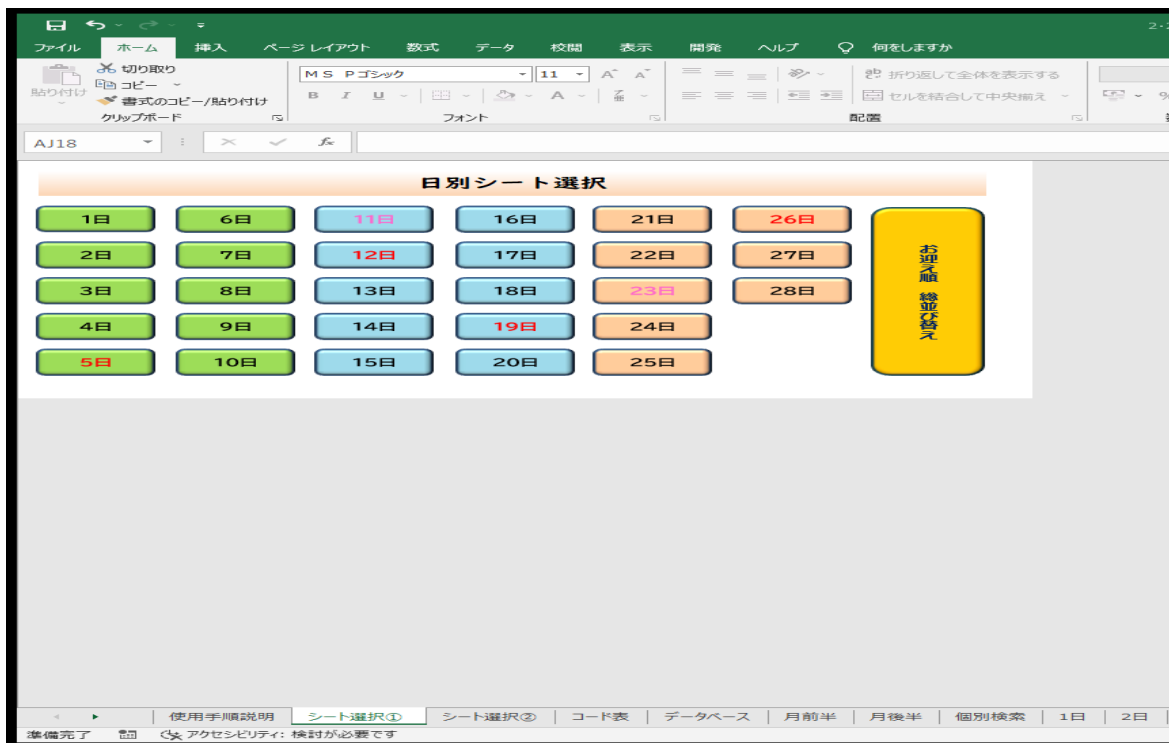 2-2
ファイル ホーム 挿入 ページ レイアウト 数式 データ 校閲 表示 開発 ヘルプ 何をしますか
貼り付け
切り取り
コピー
書式のコピー/貼り付け
ＭＳ Ｐゴシック 11 A A
B I U A
折り返して全体を表示する
セルを結合して中央揃え
クリップボード フォント 配置
AJ18 fx
日別シート選択
1日 6日 11日 16日 21日 26日
2日 7日 12日 17日 22日 27日
3日 8日 13日 18日 23日 28日
4日 9日 14日 19日 24日
5日 10日 15日 20日 25日
お迎え順 総並び替え
使用手順説明 シート選択① シート選択② コード表 データベース 月前半 月後半 個別検索 1日 2日
準備完了 アクセシビリティ: 検討が必要です